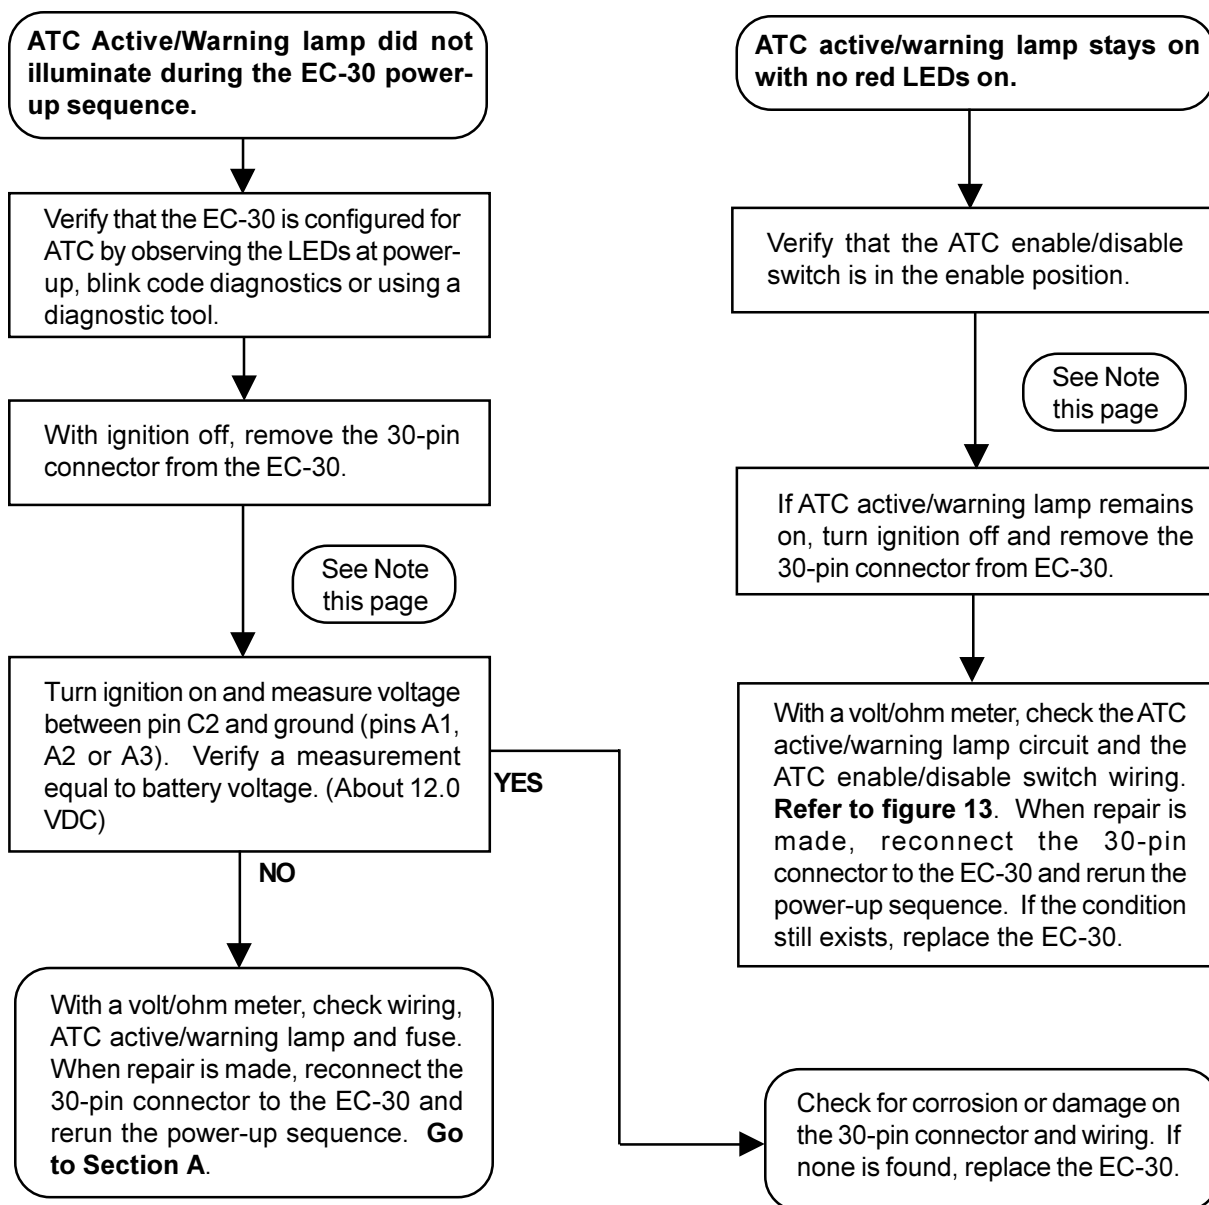 ATC Active/Warning lamp did not
illuminate during the EC-30 power-
up sequence.
Verify that the EC-30 is configured for
ATC by observing the LEDs at power-
up, blink code diagnostics or using a
diagnostic tool.
With ignition off, remove the 30-pin
connector from the EC-30.
See Note
this page
Turn ignition on and measure voltage
between pin C2 and ground (pins A1,
A2 or A3). Verify a measurement
equal to battery voltage. (About 12.0
VDC)
YES
NO
With a volt/ohm meter, check wiring,
ATC active/warning lamp and fuse.
When repair is made, reconnect the
30-pin connector to the EC-30 and
rerun the power-up sequence. Go
to Section A.
ATC active/warning lamp stays on
with no red LEDs on.
Verify that the ATC enable/disable
switch is in the enable position.
See Note
this page
If ATC active/warning lamp remains
on, turn ignition off and remove the
30-pin connector from EC-30.
With a volt/ohm meter, check the ATC
active/warning lamp circuit and the
ATC enable/disable switch wiring.
Refer to figure 13. When repair is
made, reconnect the 30-pin
connector to the EC-30 and rerun the
power-up sequence. If the condition
still exists, replace the EC-30.
Check for corrosion or damage on
the 30-pin connector and wiring. If
none is found, replace the EC-30.